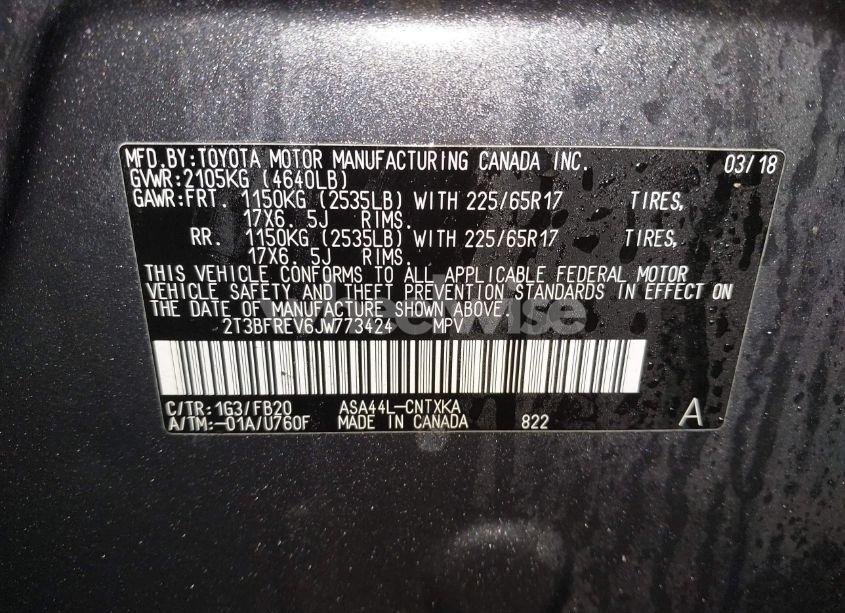 MFD.BY:TOYOTA MOTOR MANUFACTURING CANADA INC. 03/18
GVWR:2105KG (4640LB)
GAWR:FRT. 1150KG (2535LB) WITH 225/65R17 TIRES,
17X6. 5J RIMS.
RR. 1150KG (2535LB) WITH 225/65R17 TIRES,
17X6. 5J RIMS.
THIS VEHICLE CONFORMS TO ALL APPLICABLE FEDERAL MOTOR
VEHICLE SAFETY AND THEFT PREVENTION STANDARDS IN EFFECT ON
THE DATE OF MANUFACTURE SHOWN ABOVE.
2T3BFREV6JW773424 MPV
C/TR:1G3/FB20 ASA44L-CNTXKA A
A/TM:-01A/U760F MADE IN CANADA 822